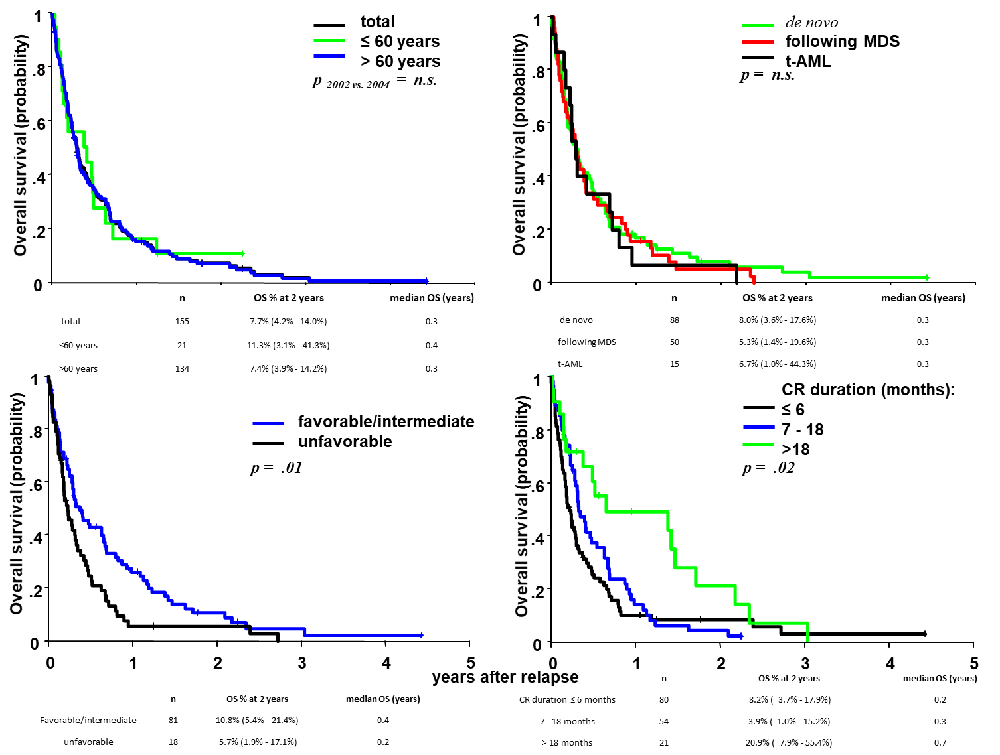 1
.8
.6
.4
.2
0
Overall survival (probability)
total
≤ 60 years
> 60 years
p 2002 vs. 2004 = n.s.
n OS % at 2 years median OS (years)
total 155 7.7% (4.2% - 14.0%) 0.3
≤60 years 21 11.3% (3.1% - 41.3%) 0.4
>60 years 134 7.4% (3.9% - 14.2%) 0.3
1
.8
.6
.4
.2
0
Overall survival (probability)
de novo
following MDS
t-AML
p = n.s.
n OS % at 2 years median OS (years)
de novo 88 8.0% (3.6% - 17.6%) 0.3
following MDS 50 5.3% (1.4% - 19.6%) 0.3
t-AML 15 6.7% (1.0% - 44.3%) 0.3
1
.8
.6
.4
.2
0
Overall survival (probability)
favorable/intermediate
unfavorable
p = .01
0 1 2 3 4 5
years after relapse
n OS % at 2 years median OS (years)
Favorable/intermediate 81 10.8% (5.4% - 21.4%) 0.4
unfavorable 18 5.7% (1.9% - 17.1%) 0.2
1
.8
.6
.4
.2
0
Overall survival (probability)
CR duration (months):
≤ 6
7 - 18
>18
p = .02
0 1 2 3 4 5
n OS % at 2 years median OS (years)
CR duration ≤ 6 months 80 8.2% ( 3.7% - 17.9%) 0.2
7 - 18 months 54 3.9% ( 1.0% - 15.2%) 0.3
> 18 months 21 20.9% ( 7.9% - 55.4%) 0.7